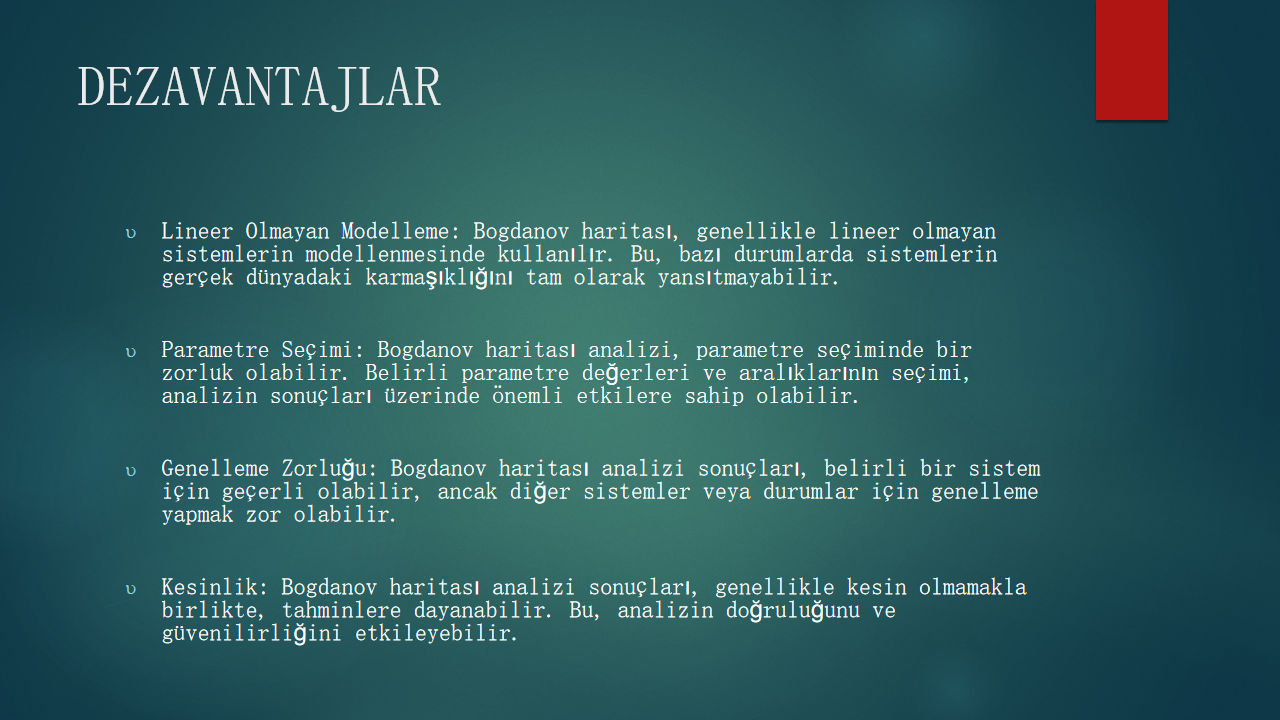 DEZAVANTAJLAR
Lineer Olmayan Modelleme: Bogdanov haritası, genellikle lineer olmayan
sistemlerin modellenmesinde kullanılır. Bu, bazı durumlarda sistemlerin
gerçek dünyadaki karmaşıklığını tam olarak yansıtmayabilir.
Parametre Seçimi: Bogdanov haritası analizi, parametre seçiminde bir
zorluk olabilir. Belirli parametre değerleri ve aralıklarının seçimi,
analizin sonuçları üzerinde önemli etkilere sahip olabilir.
Genelleme Zorluğu: Bogdanov haritası analizi sonuçları, belirli bir sistem
için geçerli olabilir, ancak diğer sistemler veya durumlar için genelleme
yapmak zor olabilir.
Kesinlik: Bogdanov haritası analizi sonuçları, genellikle kesin olmamakla
birlikte, tahminlere dayanabilir. Bu, analizin doğruluğunu ve
güvenilirliğini etkileyebilir.